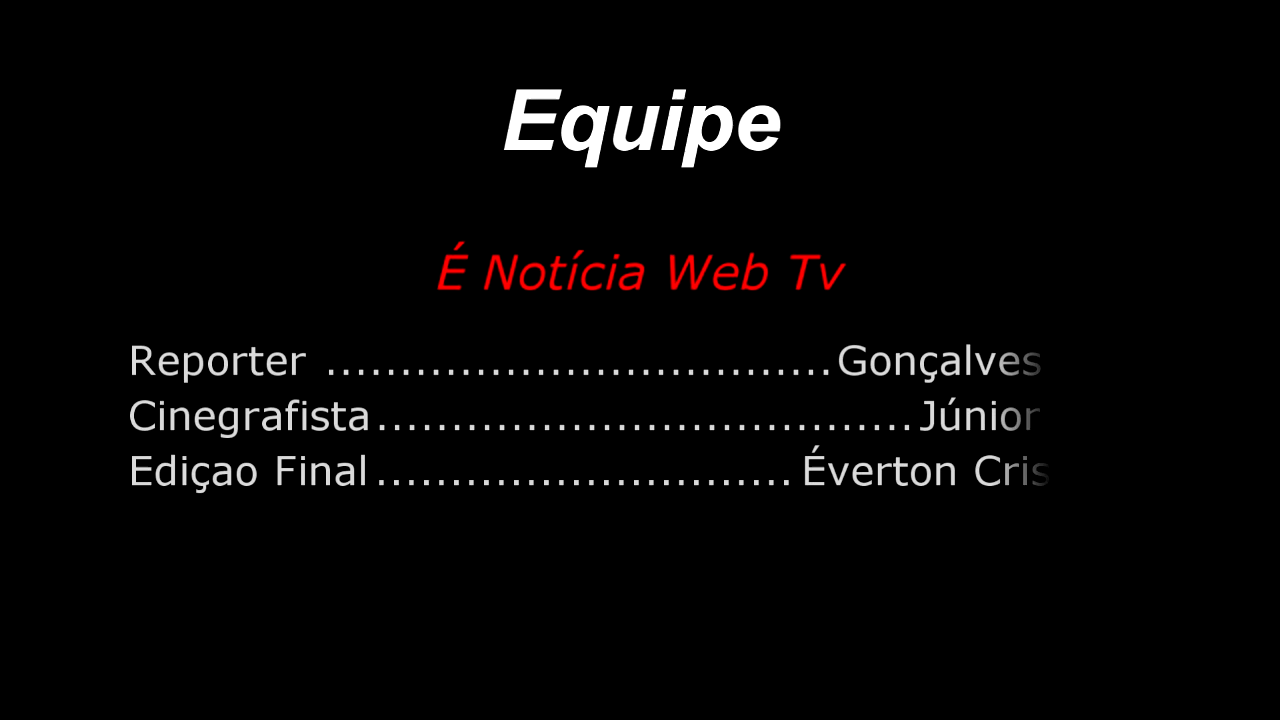 Equipe
É Notícia Web Tv
Reporter ..................................Gonçalves
Cinegrafista....................................Júnior
Ediçao Final............................Éverton Cris